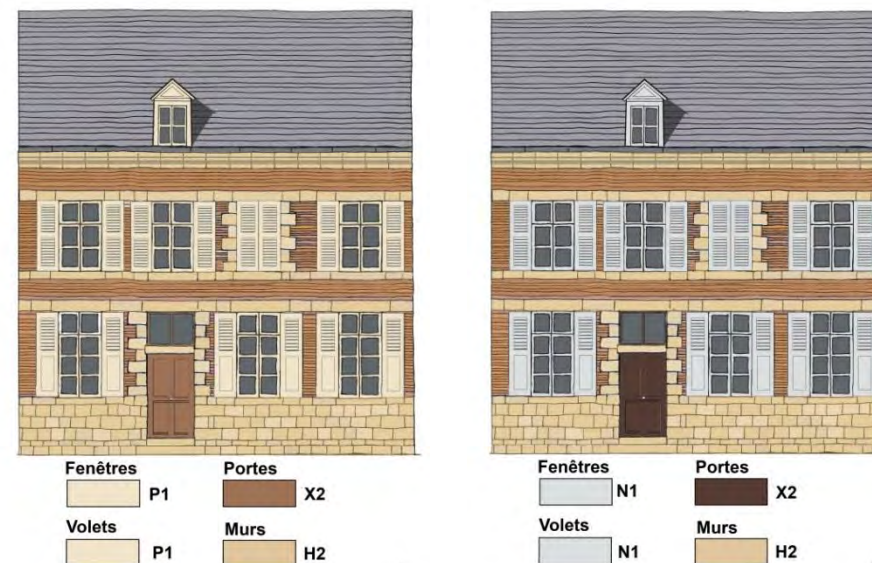 Fenêtres Portes
P1 X2
Volets Murs
P1 H2
Fenêtres Portes
N1 X2
Volets Murs
N1 H2